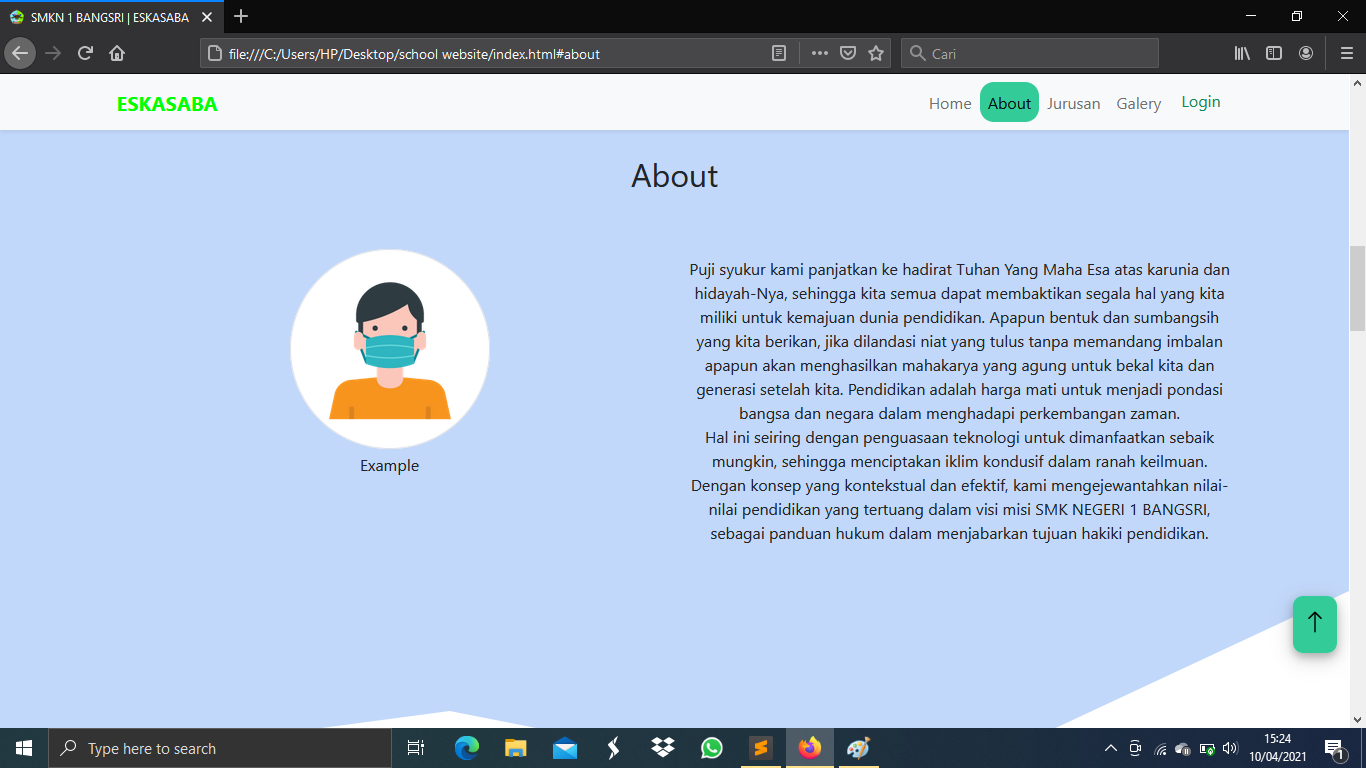 SMKN 1 BANGSRI | ESKASABA
file:///C:/Users/HP/Desktop/school website/index.html#about
Cari
ESKASABA
Home About Jurusan Galery Login
About
Puji syukur kami panjatkan ke hadirat Tuhan Yang Maha Esa atas karunia dan
hidayah-Nya, sehingga kita semua dapat membaktikan segala hal yang kita
miliki untuk kemajuan dunia pendidikan. Apapun bentuk dan sumbangsih
yang kita berikan, jika dilandasi niat yang tulus tanpa memandang imbalan
apapun akan menghasilkan mahakarya yang agung untuk bekal kita dan
generasi setelah kita. Pendidikan adalah harga mati untuk menjadi pondasi
bangsa dan negara dalam menghadapi perkembangan zaman.
Hal ini seiring dengan penguasaan teknologi untuk dimanfaatkan sebaik
mungkin, sehingga menciptakan iklim kondusif dalam ranah keilmuan.
Dengan konsep yang kontekstual dan efektif, kami mengejewantahkan nilai-
nilai pendidikan yang tertuang dalam visi misi SMK NEGERI 1 BANGSRI,
sebagai panduan hukum dalam menjabarkan tujuan hakiki pendidikan.
Example
Type here to search
15:24
10/04/2021
1